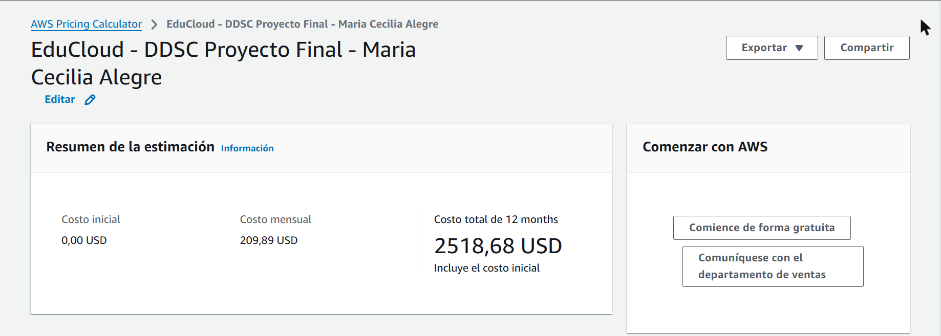 AWS Pricing Calculator > EduCloud - DDSC Proyecto Final - Maria Cecilia Alegre
EduCloud - DDSC Proyecto Final - Maria
Cecilia Alegre
Editar
Exportar ▼
Compartir
Resumen de la estimación Información
Costo inicial
0,00 USD
Costo mensual
209,89 USD
Costo total de 12 months
2518,68 USD
Incluye el costo inicial
Comenzar con AWS
Comience de forma gratuita
Comuníquese con el
departamento de ventas